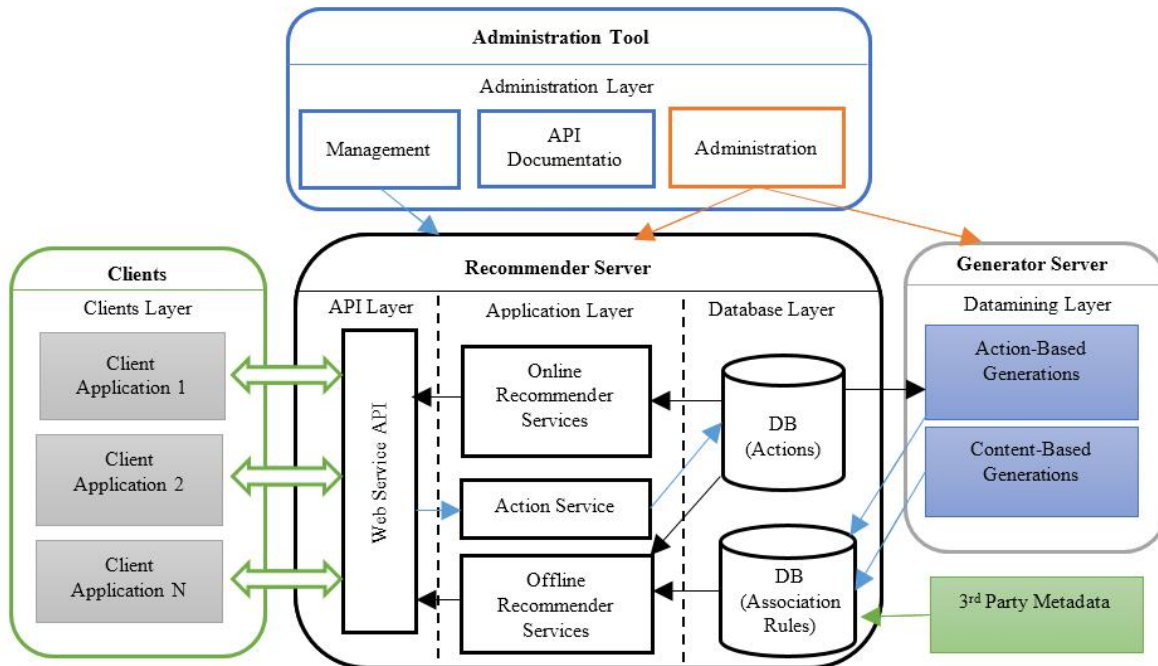 Administration Tool
Administration Layer
Management
API
Documentatio
Administration
Clients
Clients Layer
Client
Application 1
Client
Application 2
Client
Application N
Recommender Server
API Layer
Application Layer
Database Layer
Web Service API
Online
Recommender
Services
Action Service
Offline
Recommender
Services
DB
(Actions)
DB
(Association
Rules)
Generator Server
Datamining Layer
Action-Based
Generations
Content-Based
Generations
3rd Party Metadata